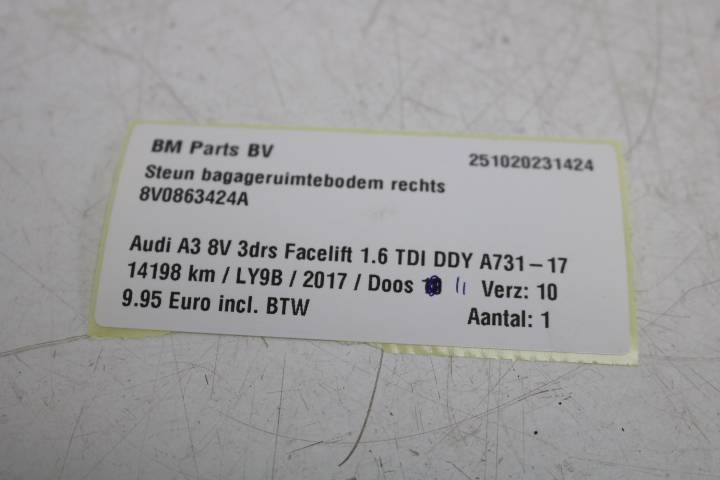 BM Parts BV 251020231424
Steun bagageruimtebodem rechts
8V0863424A
Audi A3 8V 3drs Facelift 1.6 TDI DDY A731-17
14198 km / LY9B / 2017 / Doos 11 Verz: 10
9.95 Euro incl. BTW Aantal: 1